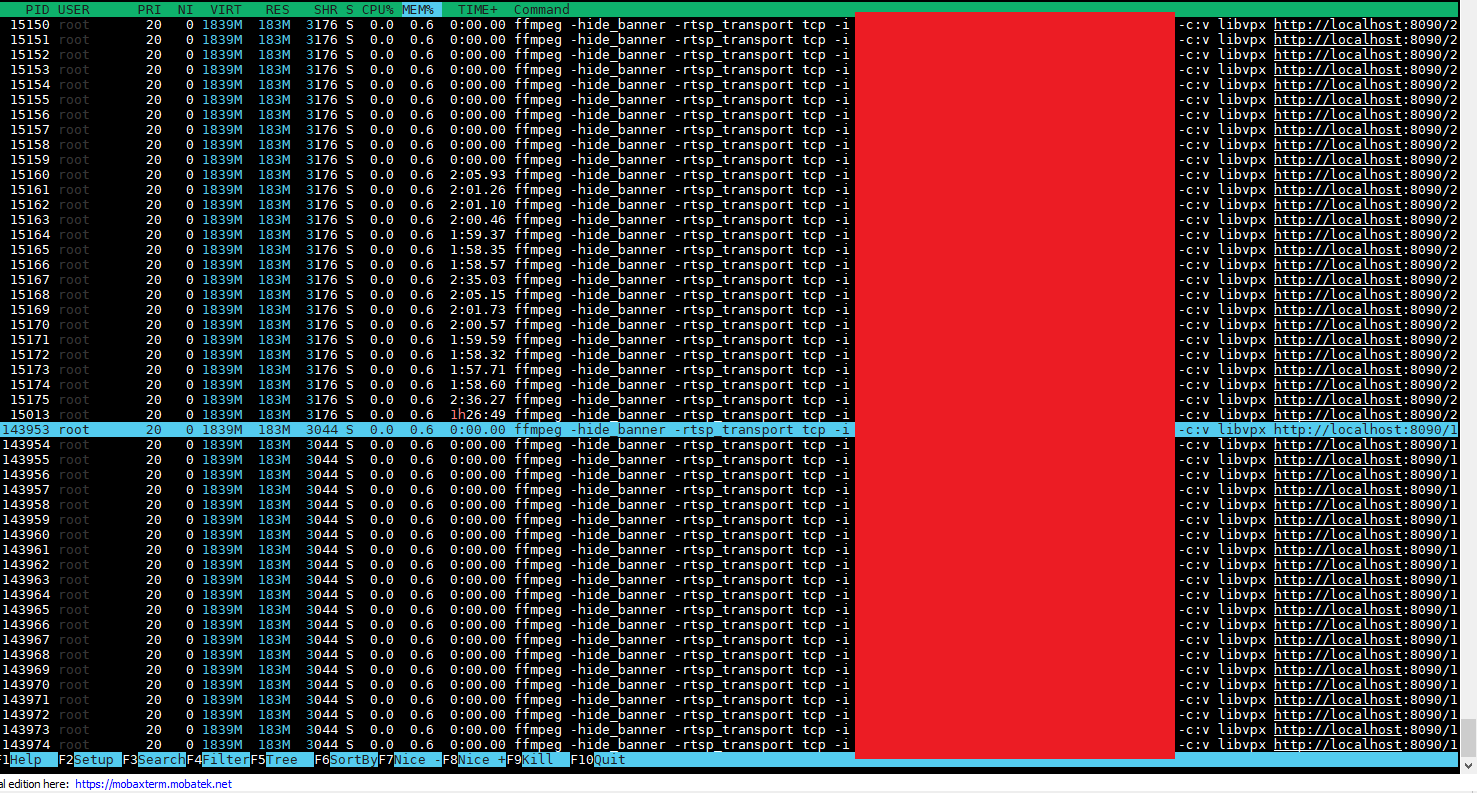 PID USER PRI NI VIRT RES SHR S CPU% MEM% TIME+ Command
15150 root 20 0 1839M 183M 3176 S 0.0 0.6 0:00.00 ffmpeg -hide_banner -rtsp_transport tcp -i -c:v libvpx http://localhost:8090/2
15151 root 20 0 1839M 183M 3176 S 0.0 0.6 0:00.00 ffmpeg -hide_banner -rtsp_transport tcp -i -c:v libvpx http://localhost:8090/2
15152 root 20 0 1839M 183M 3176 S 0.0 0.6 0:00.00 ffmpeg -hide_banner -rtsp_transport tcp -i -c:v libvpx http://localhost:8090/2
15153 root 20 0 1839M 183M 3176 S 0.0 0.6 0:00.00 ffmpeg -hide_banner -rtsp_transport tcp -i -c:v libvpx http://localhost:8090/2
15154 root 20 0 1839M 183M 3176 S 0.0 0.6 0:00.00 ffmpeg -hide_banner -rtsp_transport tcp -i -c:v libvpx http://localhost:8090/2
15155 root 20 0 1839M 183M 3176 S 0.0 0.6 0:00.00 ffmpeg -hide_banner -rtsp_transport tcp -i -c:v libvpx http://localhost:8090/2
15156 root 20 0 1839M 183M 3176 S 0.0 0.6 0:00.00 ffmpeg -hide_banner -rtsp_transport tcp -i -c:v libvpx http://localhost:8090/2
15157 root 20 0 1839M 183M 3176 S 0.0 0.6 0:00.00 ffmpeg -hide_banner -rtsp_transport tcp -i -c:v libvpx http://localhost:8090/2
15158 root 20 0 1839M 183M 3176 S 0.0 0.6 0:00.00 ffmpeg -hide_banner -rtsp_transport tcp -i -c:v libvpx http://localhost:8090/2
15159 root 20 0 1839M 183M 3176 S 0.0 0.6 0:00.00 ffmpeg -hide_banner -rtsp_transport tcp -i -c:v libvpx http://localhost:8090/2
15160 root 20 0 1839M 183M 3176 S 0.0 0.6 2:05.93 ffmpeg -hide_banner -rtsp_transport tcp -i -c:v libvpx http://localhost:8090/2
15161 root 20 0 1839M 183M 3176 S 0.0 0.6 2:01.26 ffmpeg -hide_banner -rtsp_transport tcp -i -c:v libvpx http://localhost:8090/2
15162 root 20 0 1839M 183M 3176 S 0.0 0.6 2:01.10 ffmpeg -hide_banner -rtsp_transport tcp -i -c:v libvpx http://localhost:8090/2
15163 root 20 0 1839M 183M 3176 S 0.0 0.6 2:00.46 ffmpeg -hide_banner -rtsp_transport tcp -i -c:v libvpx http://localhost:8090/2
15164 root 20 0 1839M 183M 3176 S 0.0 0.6 1:59.37 ffmpeg -hide_banner -rtsp_transport tcp -i -c:v libvpx http://localhost:8090/2
15165 root 20 0 1839M 183M 3176 S 0.0 0.6 1:58.35 ffmpeg -hide_banner -rtsp_transport tcp -i -c:v libvpx http://localhost:8090/2
15166 root 20 0 1839M 183M 3176 S 0.0 0.6 1:58.57 ffmpeg -hide_banner -rtsp_transport tcp -i -c:v libvpx http://localhost:8090/2
15167 root 20 0 1839M 183M 3176 S 0.0 0.6 2:35.03 ffmpeg -hide_banner -rtsp_transport tcp -i -c:v libvpx http://localhost:8090/2
15168 root 20 0 1839M 183M 3176 S 0.0 0.6 2:05.15 ffmpeg -hide_banner -rtsp_transport tcp -i -c:v libvpx http://localhost:8090/2
15169 root 20 0 1839M 183M 3176 S 0.0 0.6 2:01.73 ffmpeg -hide_banner -rtsp_transport tcp -i -c:v libvpx http://localhost:8090/2
15170 root 20 0 1839M 183M 3176 S 0.0 0.6 2:00.57 ffmpeg -hide_banner -rtsp_transport tcp -i -c:v libvpx http://localhost:8090/2
15171 root 20 0 1839M 183M 3176 S 0.0 0.6 1:59.59 ffmpeg -hide_banner -rtsp_transport tcp -i -c:v libvpx http://localhost:8090/2
15172 root 20 0 1839M 183M 3176 S 0.0 0.6 1:58.32 ffmpeg -hide_banner -rtsp_transport tcp -i -c:v libvpx http://localhost:8090/2
15173 root 20 0 1839M 183M 3176 S 0.0 0.6 1:57.71 ffmpeg -hide_banner -rtsp_transport tcp -i -c:v libvpx http://localhost:8090/2
15174 root 20 0 1839M 183M 3176 S 0.0 0.6 1:58.60 ffmpeg -hide_banner -rtsp_transport tcp -i -c:v libvpx http://localhost:8090/2
15175 root 20 0 1839M 183M 3176 S 0.0 0.6 2:36.27 ffmpeg -hide_banner -rtsp_transport tcp -i -c:v libvpx http://localhost:8090/2
15013 root 20 0 1839M 183M 3176 S 0.0 0.6 1h26:49 ffmpeg -hide_banner -rtsp_transport tcp -i -c:v libvpx http://localhost:8090/2
143953 root 20 0 1839M 183M 3044 S 0.0 0.6 0:00.00 ffmpeg -hide_banner -rtsp_transport tcp -i -c:v libvpx http://localhost:8090/1
143954 root 20 0 1839M 183M 3044 S 0.0 0.6 0:00.00 ffmpeg -hide_banner -rtsp_transport tcp -i -c:v libvpx http://localhost:8090/1
143955 root 20 0 1839M 183M 3044 S 0.0 0.6 0:00.00 ffmpeg -hide_banner -rtsp_transport tcp -i -c:v libvpx http://localhost:8090/1
143956 root 20 0 1839M 183M 3044 S 0.0 0.6 0:00.00 ffmpeg -hide_banner -rtsp_transport tcp -i -c:v libvpx http://localhost:8090/1
143957 root 20 0 1839M 183M 3044 S 0.0 0.6 0:00.00 ffmpeg -hide_banner -rtsp_transport tcp -i -c:v libvpx http://localhost:8090/1
143958 root 20 0 1839M 183M 3044 S 0.0 0.6 0:00.00 ffmpeg -hide_banner -rtsp_transport tcp -i -c:v libvpx http://localhost:8090/1
143959 root 20 0 1839M 183M 3044 S 0.0 0.6 0:00.00 ffmpeg -hide_banner -rtsp_transport tcp -i -c:v libvpx http://localhost:8090/1
143960 root 20 0 1839M 183M 3044 S 0.0 0.6 0:00.00 ffmpeg -hide_banner -rtsp_transport tcp -i -c:v libvpx http://localhost:8090/1
143961 root 20 0 1839M 183M 3044 S 0.0 0.6 0:00.00 ffmpeg -hide_banner -rtsp_transport tcp -i -c:v libvpx http://localhost:8090/1
143962 root 20 0 1839M 183M 3044 S 0.0 0.6 0:00.00 ffmpeg -hide_banner -rtsp_transport tcp -i -c:v libvpx http://localhost:8090/1
143963 root 20 0 1839M 183M 3044 S 0.0 0.6 0:00.00 ffmpeg -hide_banner -rtsp_transport tcp -i -c:v libvpx http://localhost:8090/1
143964 root 20 0 1839M 183M 3044 S 0.0 0.6 0:00.00 ffmpeg -hide_banner -rtsp_transport tcp -i -c:v libvpx http://localhost:8090/1
143965 root 20 0 1839M 183M 3044 S 0.0 0.6 0:00.00 ffmpeg -hide_banner -rtsp_transport tcp -i -c:v libvpx http://localhost:8090/1
143966 root 20 0 1839M 183M 3044 S 0.0 0.6 0:00.00 ffmpeg -hide_banner -rtsp_transport tcp -i -c:v libvpx http://localhost:8090/1
143967 root 20 0 1839M 183M 3044 S 0.0 0.6 0:00.00 ffmpeg -hide_banner -rtsp_transport tcp -i -c:v libvpx http://localhost:8090/1
143968 root 20 0 1839M 183M 3044 S 0.0 0.6 0:00.00 ffmpeg -hide_banner -rtsp_transport tcp -i -c:v libvpx http://localhost:8090/1
143969 root 20 0 1839M 183M 3044 S 0.0 0.6 0:00.00 ffmpeg -hide_banner -rtsp_transport tcp -i -c:v libvpx http://localhost:8090/1
143970 root 20 0 1839M 183M 3044 S 0.0 0.6 0:00.00 ffmpeg -hide_banner -rtsp_transport tcp -i -c:v libvpx http://localhost:8090/1
143971 root 20 0 1839M 183M 3044 S 0.0 0.6 0:00.00 ffmpeg -hide_banner -rtsp_transport tcp -i -c:v libvpx http://localhost:8090/1
143972 root 20 0 1839M 183M 3044 S 0.0 0.6 0:00.00 ffmpeg -hide_banner -rtsp_transport tcp -i -c:v libvpx http://localhost:8090/1
143973 root 20 0 1839M 183M 3044 S 0.0 0.6 0:00.00 ffmpeg -hide_banner -rtsp_transport tcp -i -c:v libvpx http://localhost:8090/1
143974 root 20 0 1839M 183M 3044 S 0.0 0.6 0:00.00 ffmpeg -hide_banner -rtsp_transport tcp -i -c:v libvpx http://localhost:8090/1
F1Help F2Setup F3SearchF4FilterF5Tree F6SortByF7Nice -F8Nice +F9Kill F10Quit
al edition here: https://mobaxterm.mobatek.net